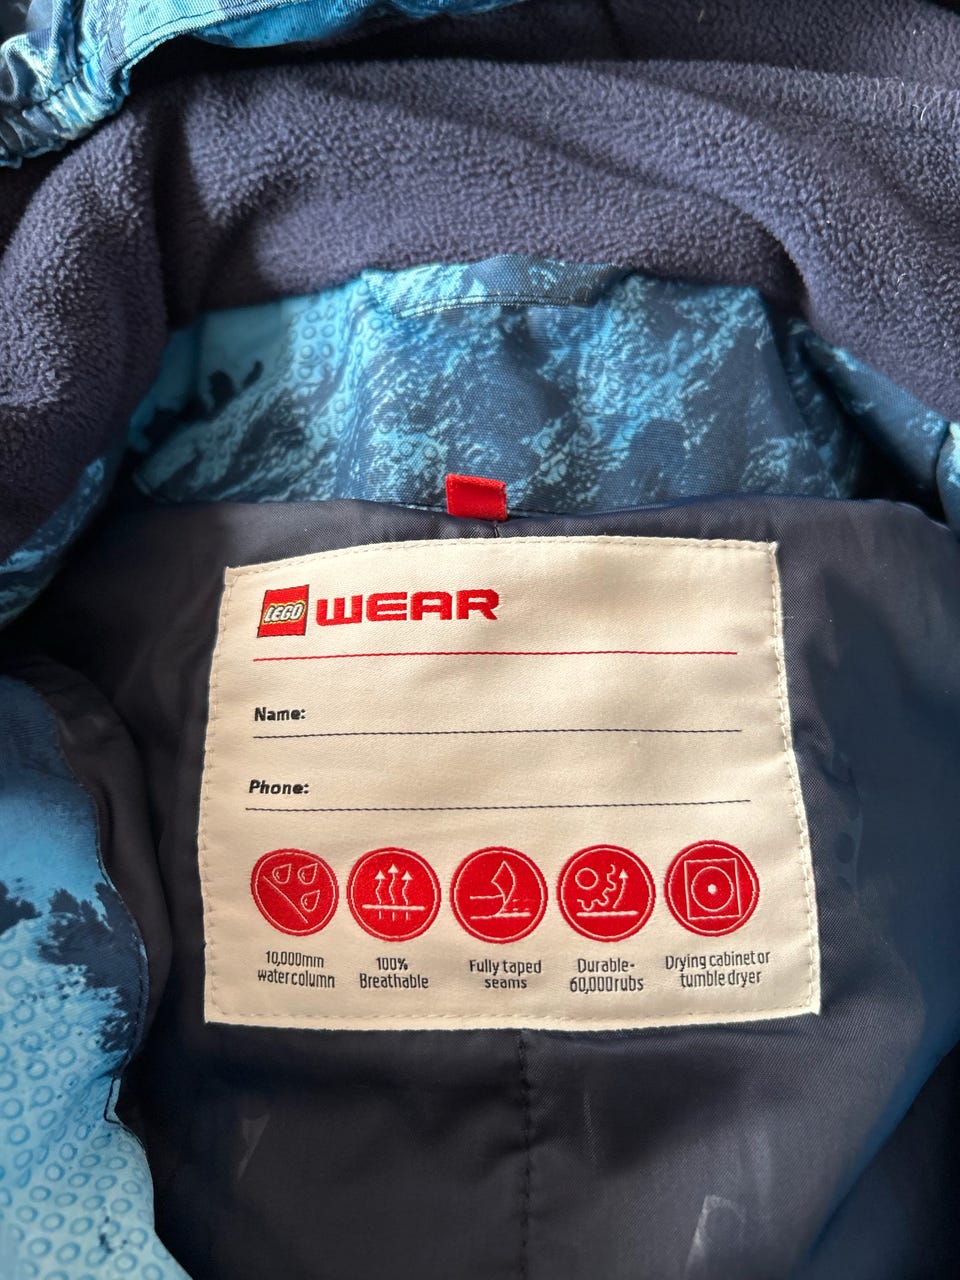 LEGO WEAR
Name:
Phone:
10,000mm
water column
100%
Breathable
Fully taped
seams
Durable-
60,000rubs
Drying cabinet or
tumble dryer